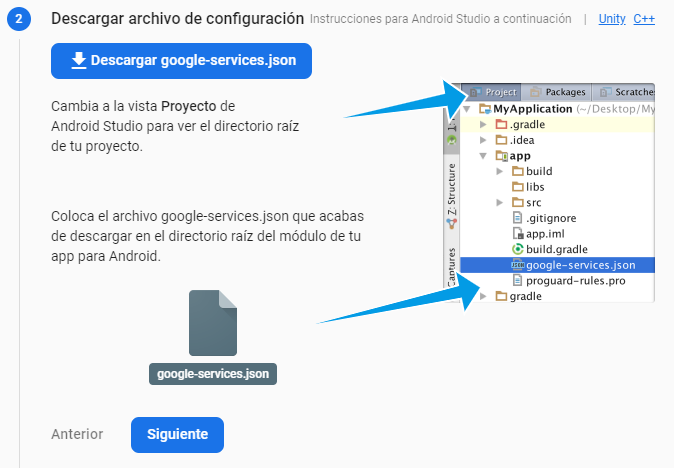 2 Descargar archivo de configuración Instrucciones para Android Studio a continuación | Unity C++
Descargar google-services.json
Cambia a la vista Proyecto de
Android Studio para ver el directorio raíz
de tu proyecto.
Coloca el archivo google-services.json que acabas
de descargar en el directorio raíz del módulo de tu
app para Android.
google-services.json
Anterior
Siguiente
Project Packages Scratches
MyApplication (~/Desktop/My
.gradle
.idea
app
build
libs
src
.gitignore
app.iml
build.gradle
google-services.json
proguard-rules.pro
gradle
Z: Structure
Captures